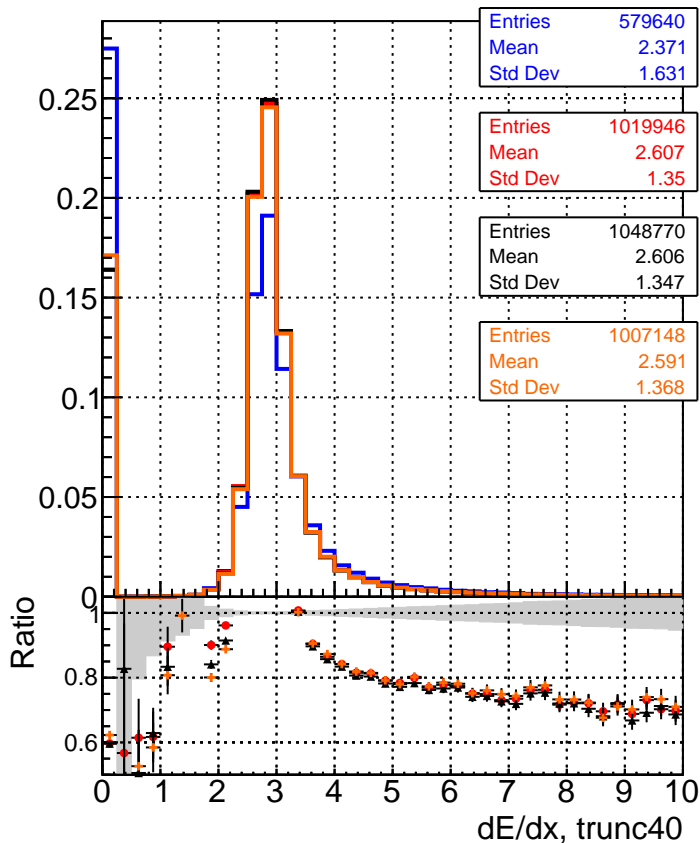 Entries 579640
Mean 2.371
Std Dev 1.631
Entries 1019946
Mean 2.607
Std Dev 1.35
Entries 1048770
Mean 2.606
Std Dev 1.347
Entries 1007148
Mean 2.591
Std Dev 1.368
0.25
0.2
0.15
0.1
0.05
0
1
0.8
0.6
Ratio
0 1 2 3 4 5 6 7 8 9 10
dE/dx, trunc40